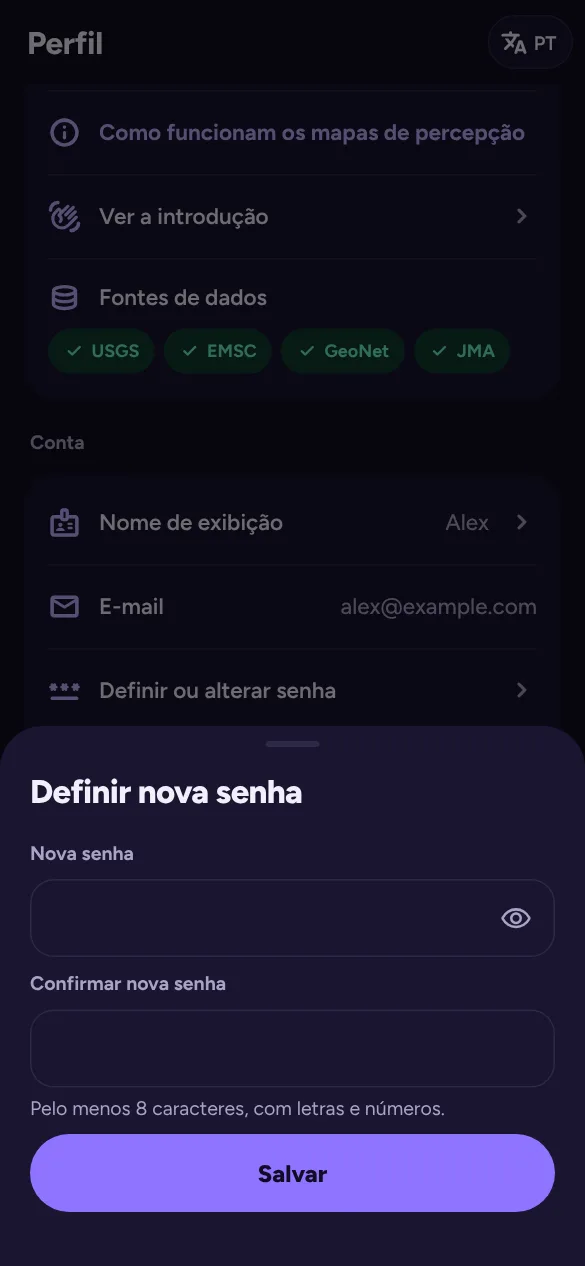 Perfil
PT
Como funcionam os mapas de percepção
Ver a introdução
Fontes de dados
USGS
EMSC
GeoNet
JMA
Conta
Nome de exibição
Alex
E-mail
alex@example.com
Definir ou alterar senha
Definir nova senha
Nova senha
Confirmar nova senha
Pelo menos 8 caracteres, com letras e números.
Salvar